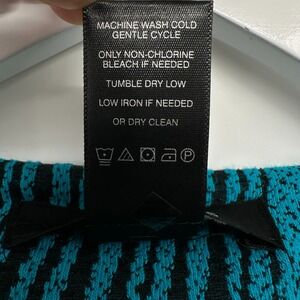 MACHINE WASH COLD
GENTLE CYCLE
ONLY NON-CHLORINE
BLEACH IF NEEDED
TUMBLE DRY LOW
LOW IRON IF NEEDED
OR DRY CLEAN